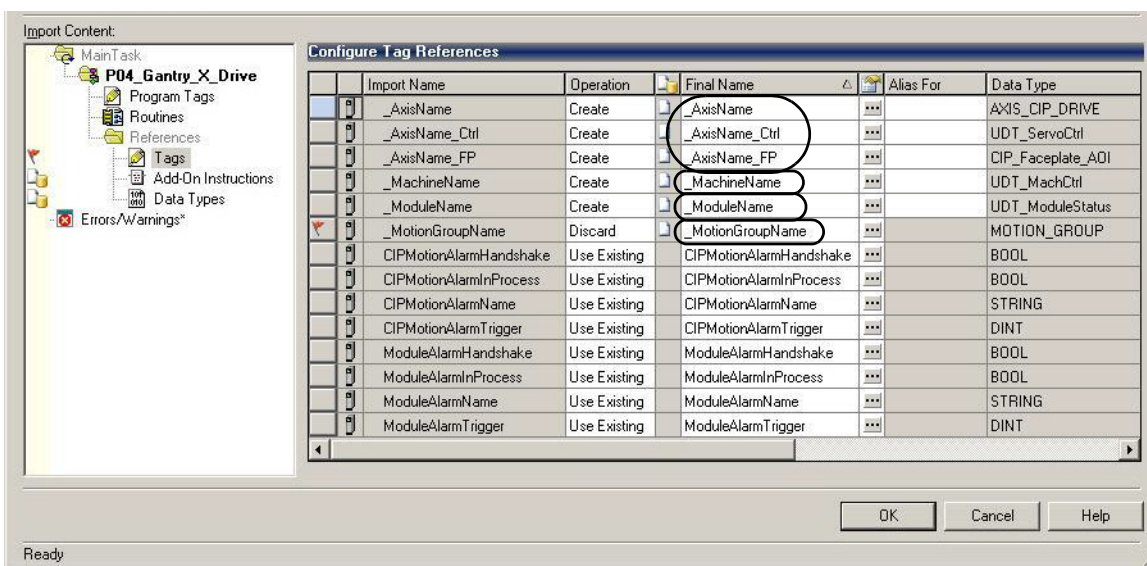 Import Content:
MainTask
P04_Gantry_X_Drive
Program Tags
Routines
References
Tags
Add-On Instructions
Data Types
Errors/Warnings*
Configure Tag References
Import Name Operation Final Name Alias For Data Type
_AxisName Create _AxisName ... AXIS_CIP_DRIVE
_AxisName_Ctrl Create _AxisName_Ctrl ... UDT_ServoCtrl
_AxisName_FP Create _AxisName_FP ... CIP_Faceplate_AOI
_MachineName Create _MachineName ... UDT_MachCtrl
_ModuleName Create _ModuleName ... UDT_ModuleStatus
_MotionGroupName Discard _MotionGroupName ... MOTION_GROUP
CIPMotionAlarmHandshake Use Existing CIPMotionAlarmHandshake ... BOOL
CIPMotionAlarmInProcess Use Existing CIPMotionAlarmInProcess ... BOOL
CIPMotionAlarmName Use Existing CIPMotionAlarmName ... STRING
CIPMotionAlarmTrigger Use Existing CIPMotionAlarmTrigger ... DINT
ModuleAlarmHandshake Use Existing ModuleAlarmHandshake ... BOOL
ModuleAlarmInProcess Use Existing ModuleAlarmInProcess ... BOOL
ModuleAlarmName Use Existing ModuleAlarmName ... STRING
ModuleAlarmTrigger Use Existing ModuleAlarmTrigger ... DINT
OK Cancel Help
Ready